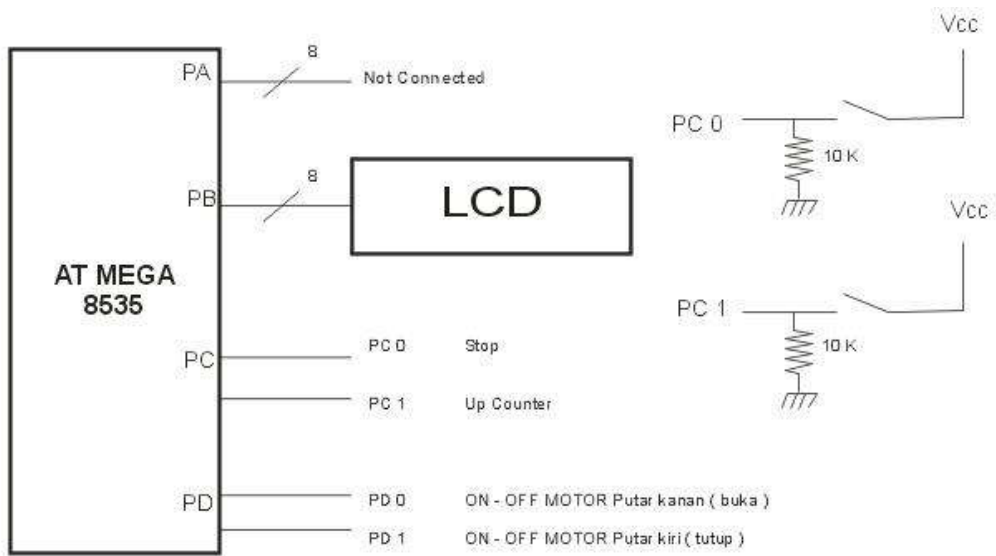 PA
8
Not Connected
PB
8
LCD
AT MEGA
8535
PC
PC 0 Stop
PC 1 Up Counter
PD
PD 0 ON - OFF MOTOR Putar kanan ( buka )
PD 1 ON - OFF MOTOR Putar kiri ( tutup )
Vcc
PC 0
10 K
Vcc
PC 1
10 K